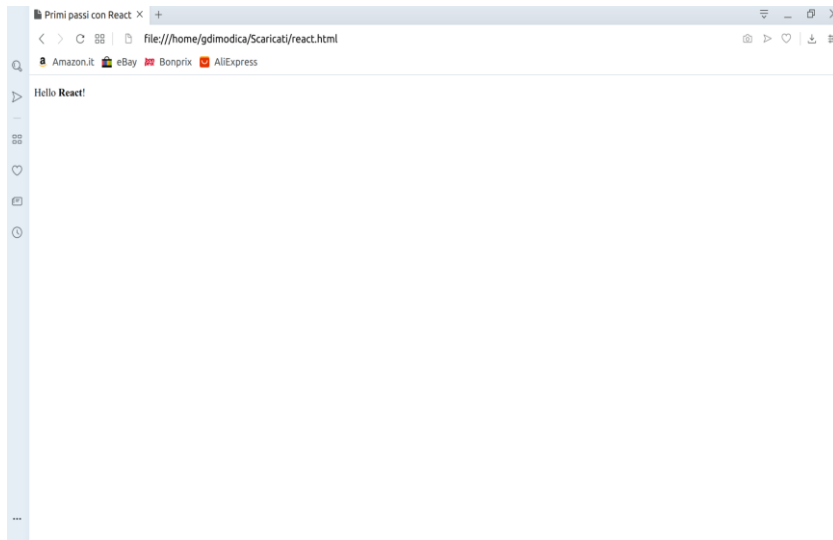 Primi passi con React
file:///home/gdimodica/Scaricati/react.html
Amazon.it eBay Bonprix AliExpress
Hello React!